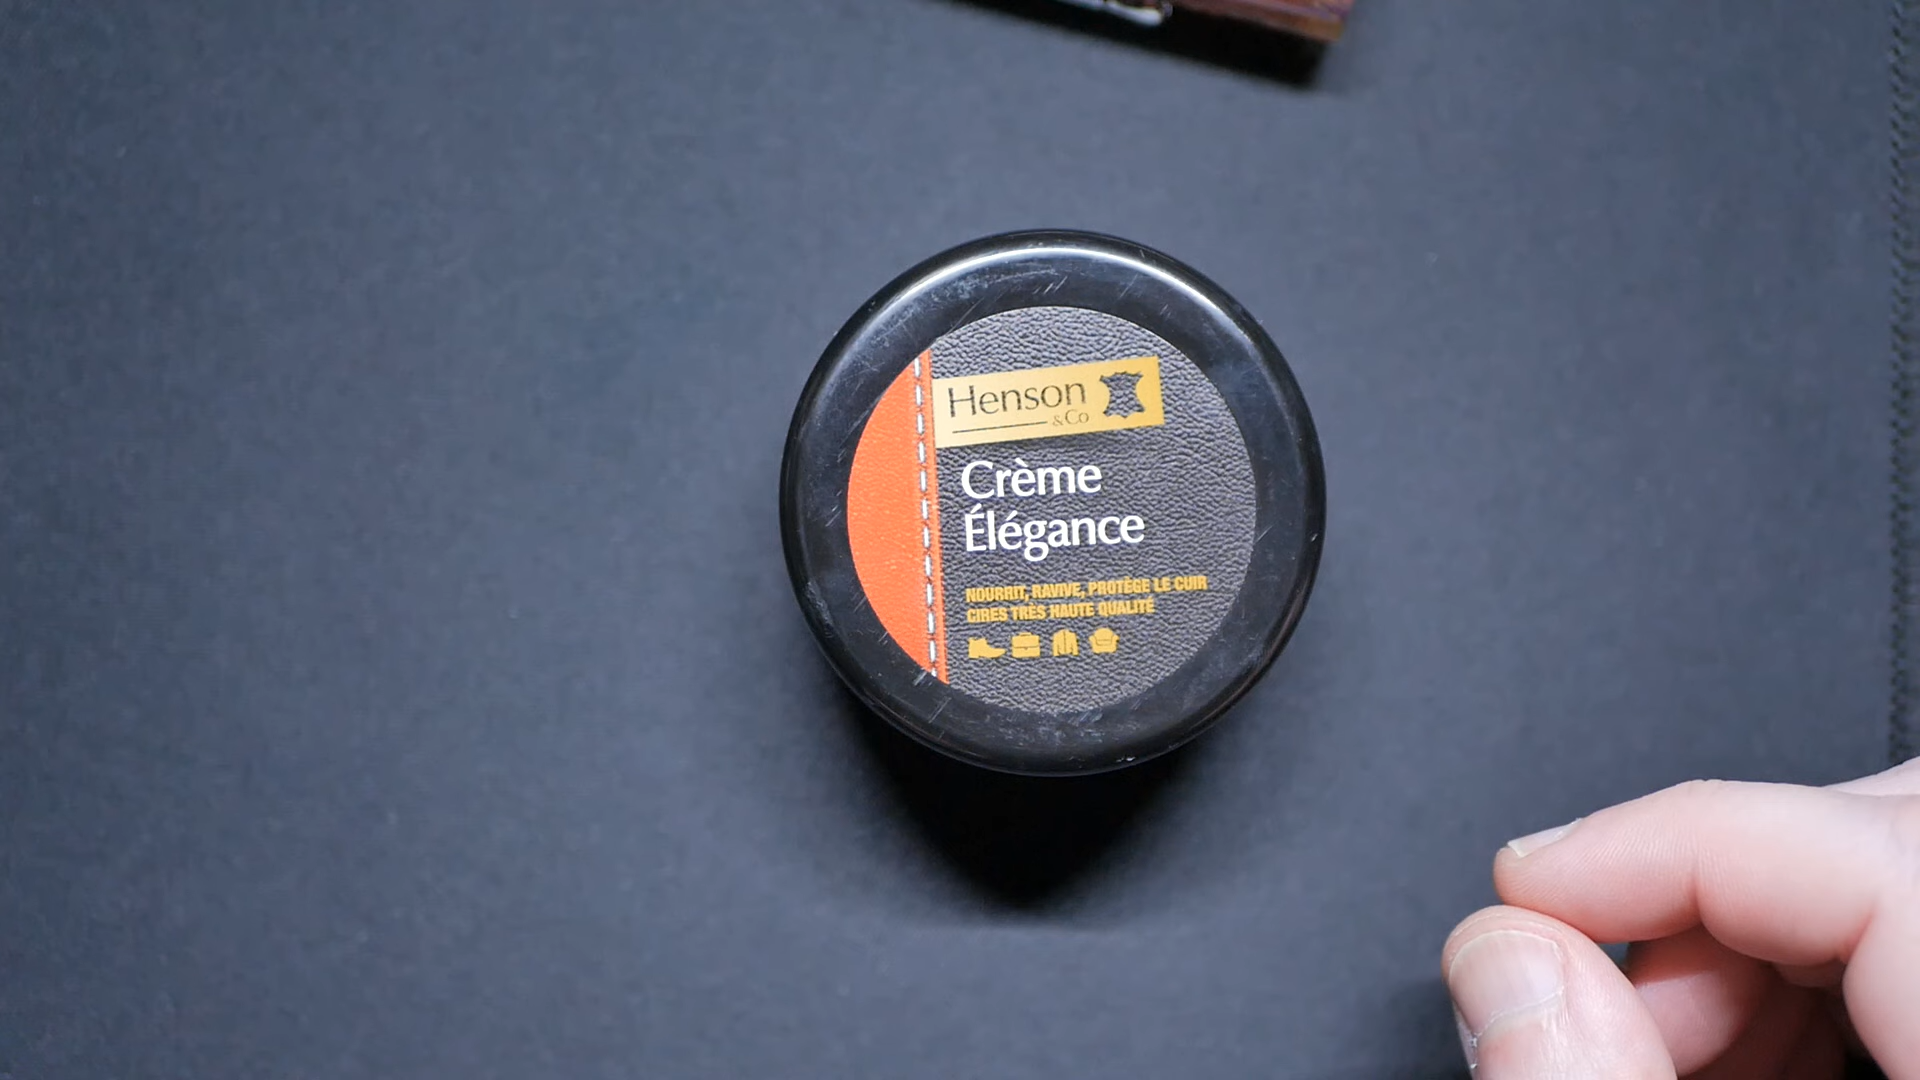 Henson
&Co
Crème
Élégance
NOURRIT, RAVIVE, PROTÈGE LE CUIR
CIRES TRÈS HAUTE QUALITÉ